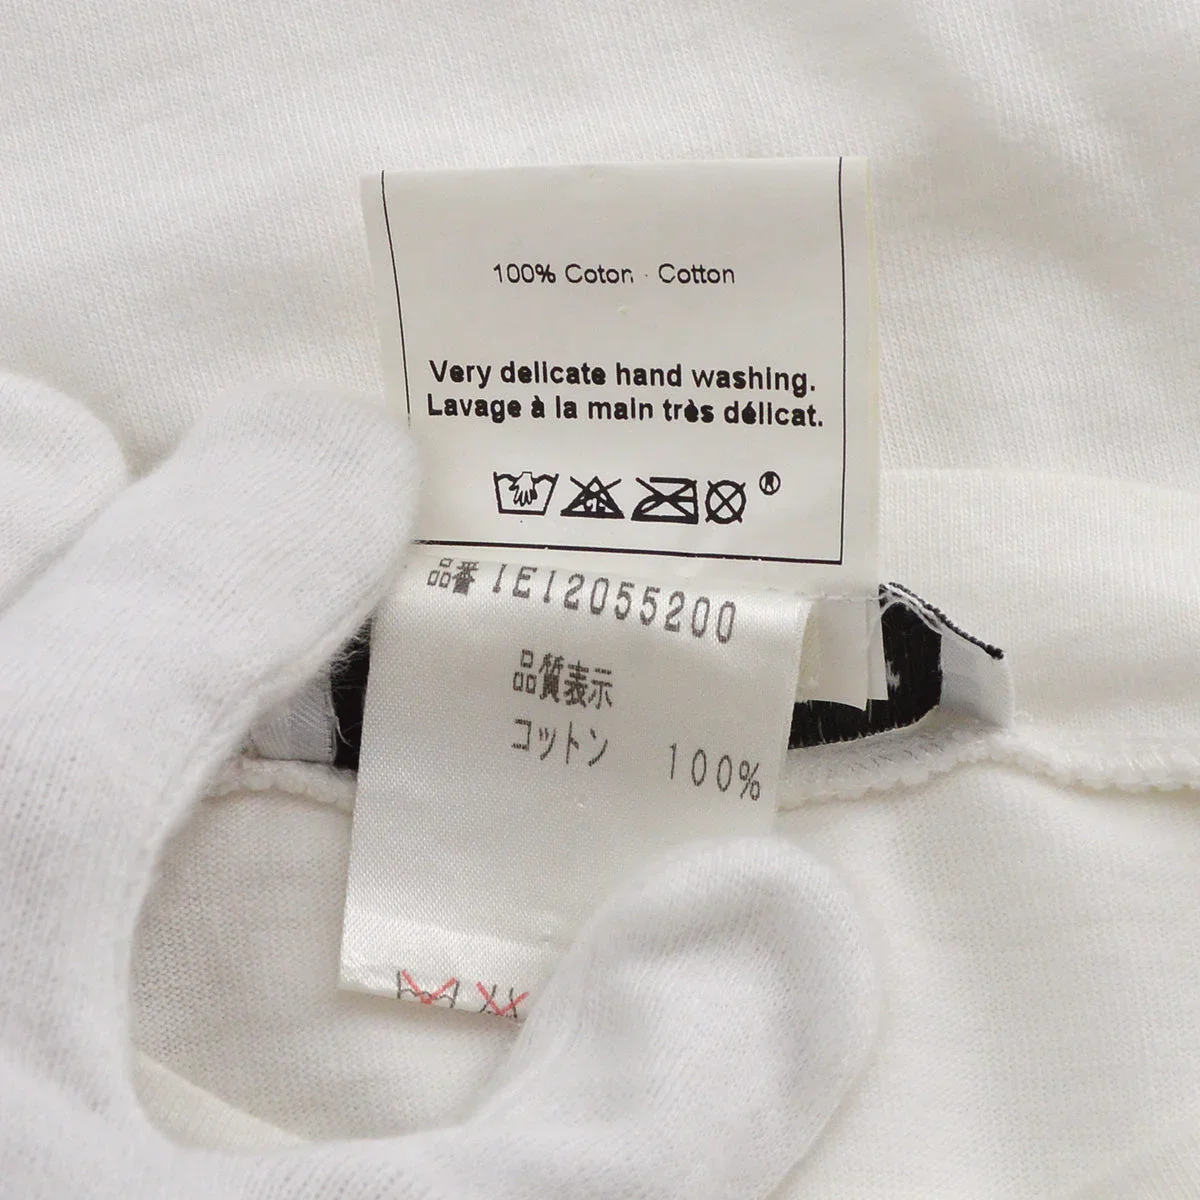 100% Coton · Cotton
Very delicate hand washing.
Lavage à la main très délicat.
®
品番 1E12055200
品質表示
コットン 100%